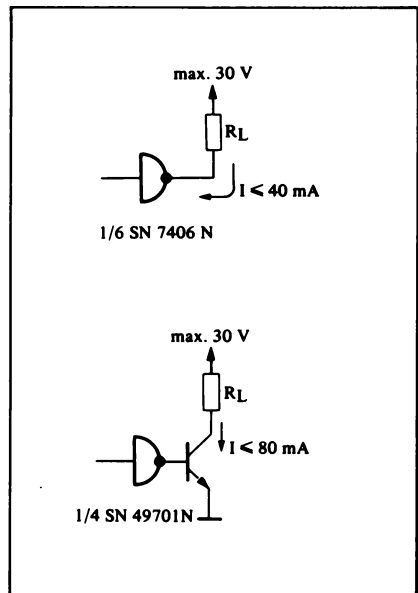 max. 30 V
RL
I ≤ 40 mA
1/6 SN 7406 N
max. 30 V
RL
I ≤ 80 mA
1/4 SN 49701N